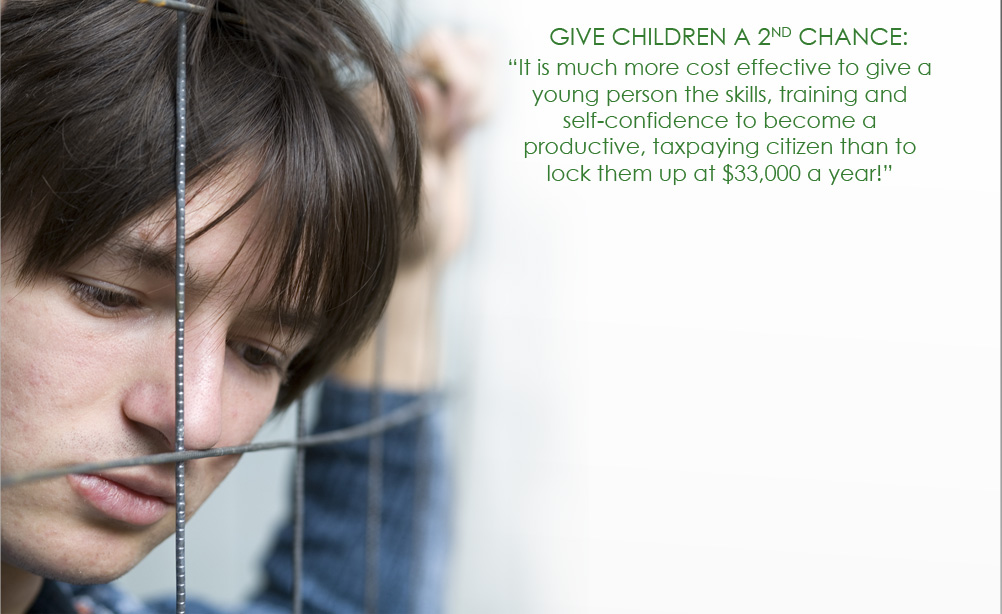 GIVE CHILDREN A 2ND CHANCE:
“It is much more cost effective to give a
young person the skills, training and
self-confidence to become a
productive, taxpaying citizen than to
lock them up at $33,000 a year!”